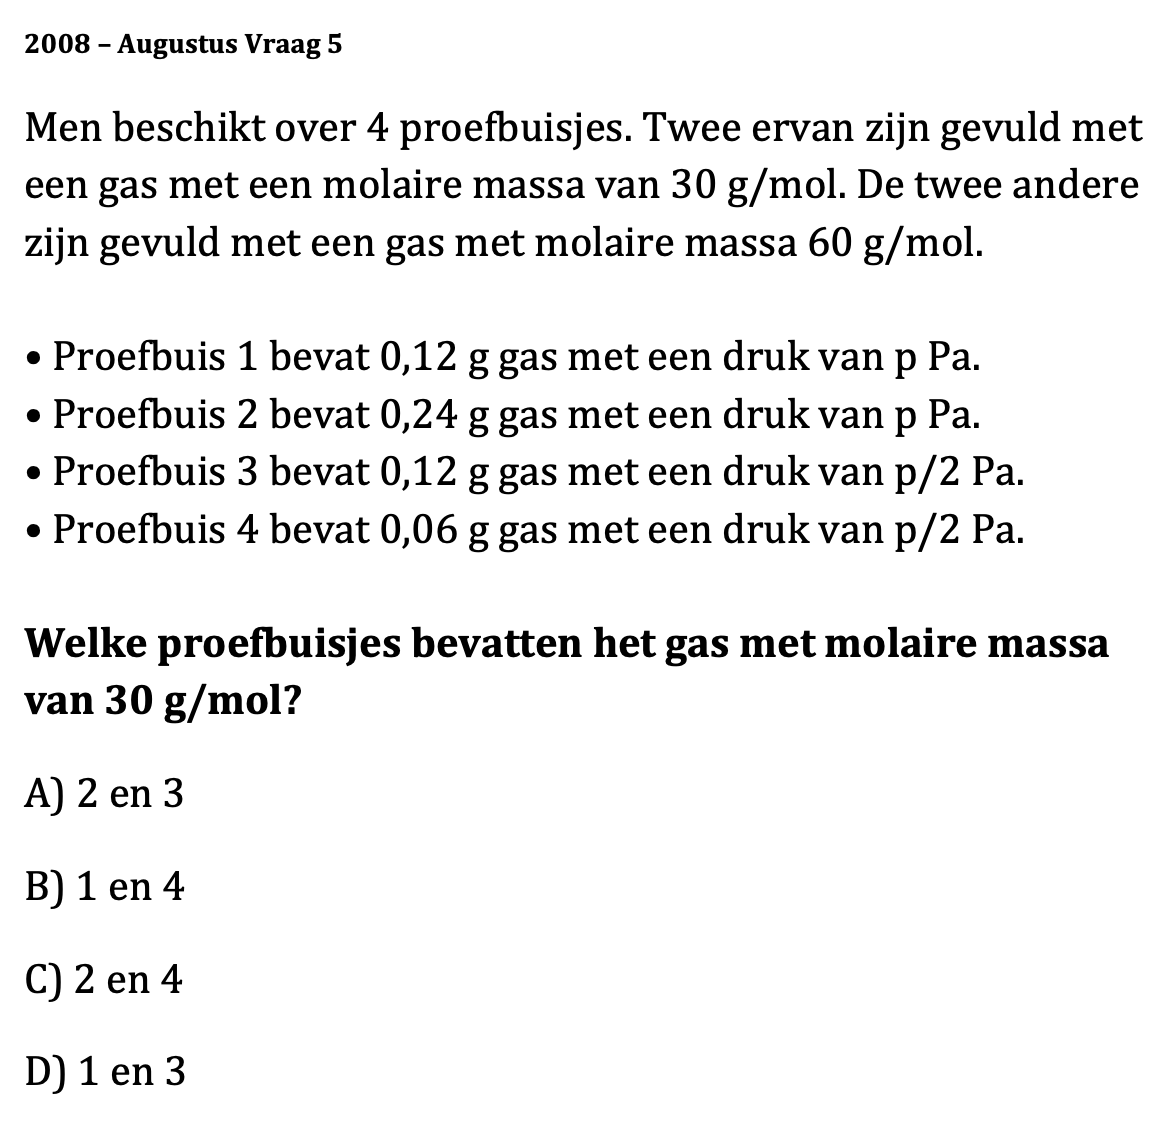 2008 – Augustus Vraag 5
Men beschikt over 4 proefbuisjes. Twee ervan zijn gevuld met
een gas met een molaire massa van 30 g/mol. De twee andere
zijn gevuld met een gas met molaire massa 60 g/mol.
• Proefbuis 1 bevat 0,12 g gas met een druk van p Pa.
• Proefbuis 2 bevat 0,24 g gas met een druk van p Pa.
• Proefbuis 3 bevat 0,12 g gas met een druk van p/2 Pa.
• Proefbuis 4 bevat 0,06 g gas met een druk van p/2 Pa.
Welke proefbuisjes bevatten het gas met molaire massa
van 30 g/mol?
A) 2 en 3
B) 1 en 4
C) 2 en 4
D) 1 en 3